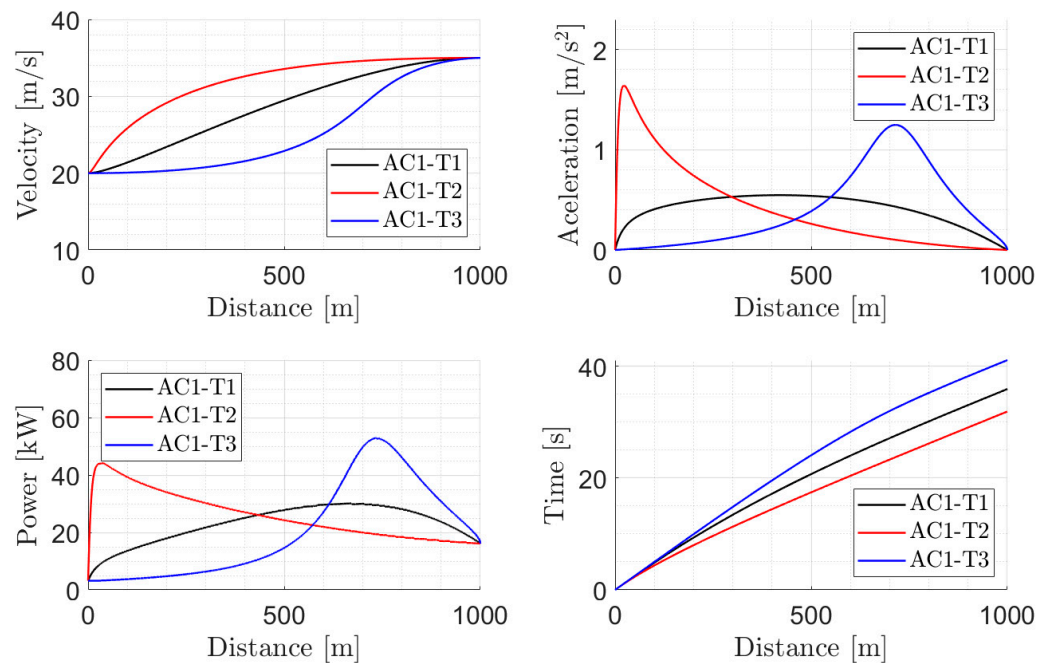 40
30
20
10
Velocity [m/s]
AC1-T1
AC1-T2
AC1-T3
0
500
1000
Distance [m]
2
1
0
Aceleration [m/s²]
AC1-T1
AC1-T2
AC1-T3
0
500
1000
Distance [m]
80
60
40
20
0
Power [kW]
AC1-T1
AC1-T2
AC1-T3
0
500
1000
Distance [m]
40
20
0
Time [s]
AC1-T1
AC1-T2
AC1-T3
0
500
1000
Distance [m]